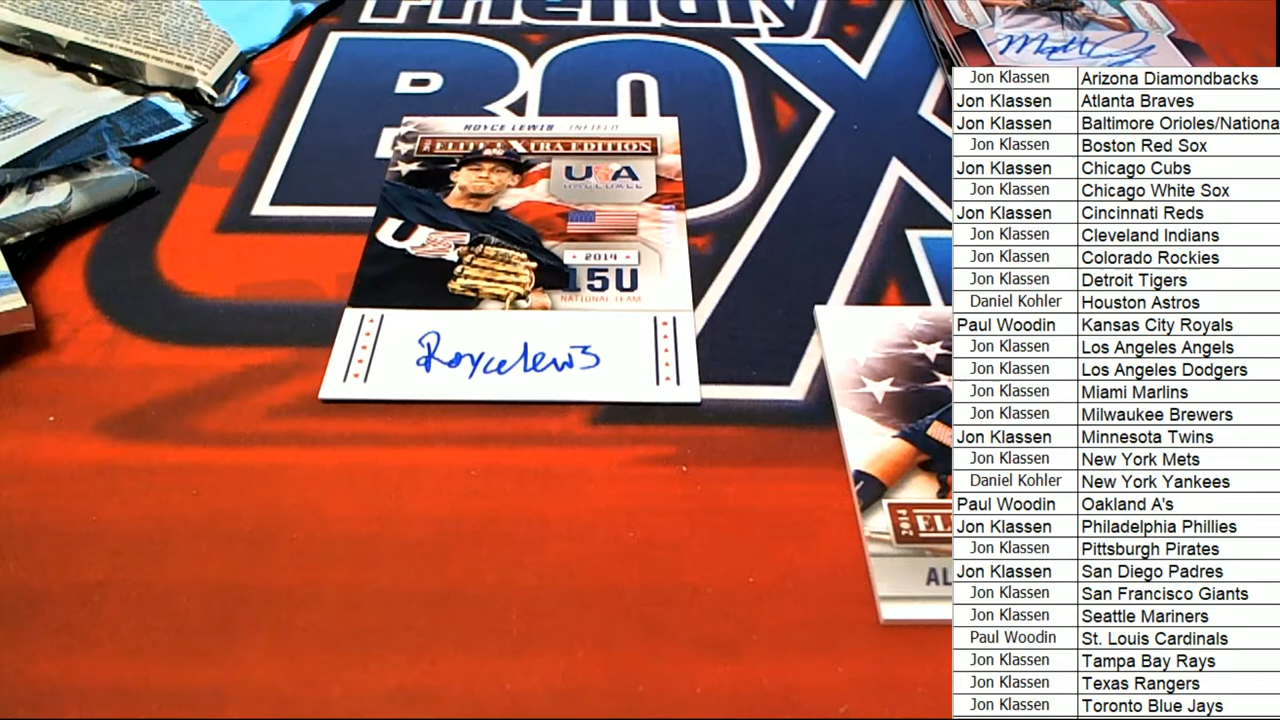 Friendly
BOX
ROYCE LEWIS INFIELD
ELITE EXTRA EDITION
USA
BASEBALL
US
2014
15U
NATIONAL TEAM
Royce Lewis
2014 EL
AL
Jon Klassen Arizona Diamondbacks
Jon Klassen Atlanta Braves
Jon Klassen Baltimore Orioles/Nationa
Jon Klassen Boston Red Sox
Jon Klassen Chicago Cubs
Jon Klassen Chicago White Sox
Jon Klassen Cincinnati Reds
Jon Klassen Cleveland Indians
Jon Klassen Colorado Rockies
Jon Klassen Detroit Tigers
Daniel Kohler Houston Astros
Paul Woodin Kansas City Royals
Jon Klassen Los Angeles Angels
Jon Klassen Los Angeles Dodgers
Jon Klassen Miami Marlins
Jon Klassen Milwaukee Brewers
Jon Klassen Minnesota Twins
Jon Klassen New York Mets
Daniel Kohler New York Yankees
Paul Woodin Oakland A's
Jon Klassen Philadelphia Phillies
Jon Klassen Pittsburgh Pirates
Jon Klassen San Diego Padres
Jon Klassen San Francisco Giants
Jon Klassen Seattle Mariners
Paul Woodin St. Louis Cardinals
Jon Klassen Tampa Bay Rays
Jon Klassen Texas Rangers
Jon Klassen Toronto Blue Jays